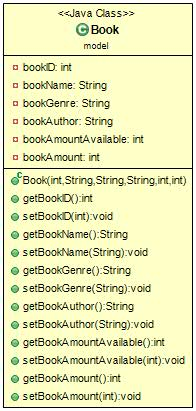 <<Java Class>>
Book
model
bookID: int
bookName: String
bookGenre: String
bookAuthor: String
bookAmountAvailable: int
bookAmount: int
Book(int,String,String,String,int,int)
getBookID():int
setBookID(int):void
getBookName():String
setBookName(String):void
getBookGenre():String
setBookGenre(String):void
getBookAuthor():String
setBookAuthor(String):void
getBookAmountAvailable():int
setBookAmountAvailable(int):void
getBookAmount():int
setBookAmount(int):void